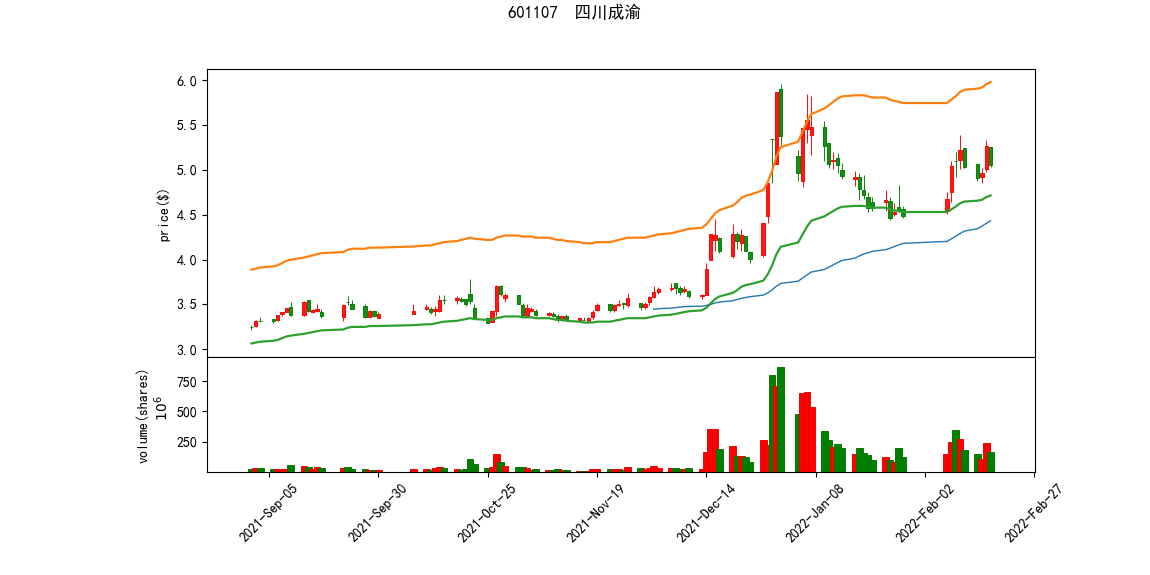 601107  四川成渝
price($)
6.0
5.5
5.0
4.5
4.0
3.5
3.0
volume(shares)
10^6
750
500
250
2021-Sep-05
2021-Sep-30
2021-Oct-25
2021-Nov-19
2021-Dec-14
2022-Jan-08
2022-Feb-02
2022-Feb-27